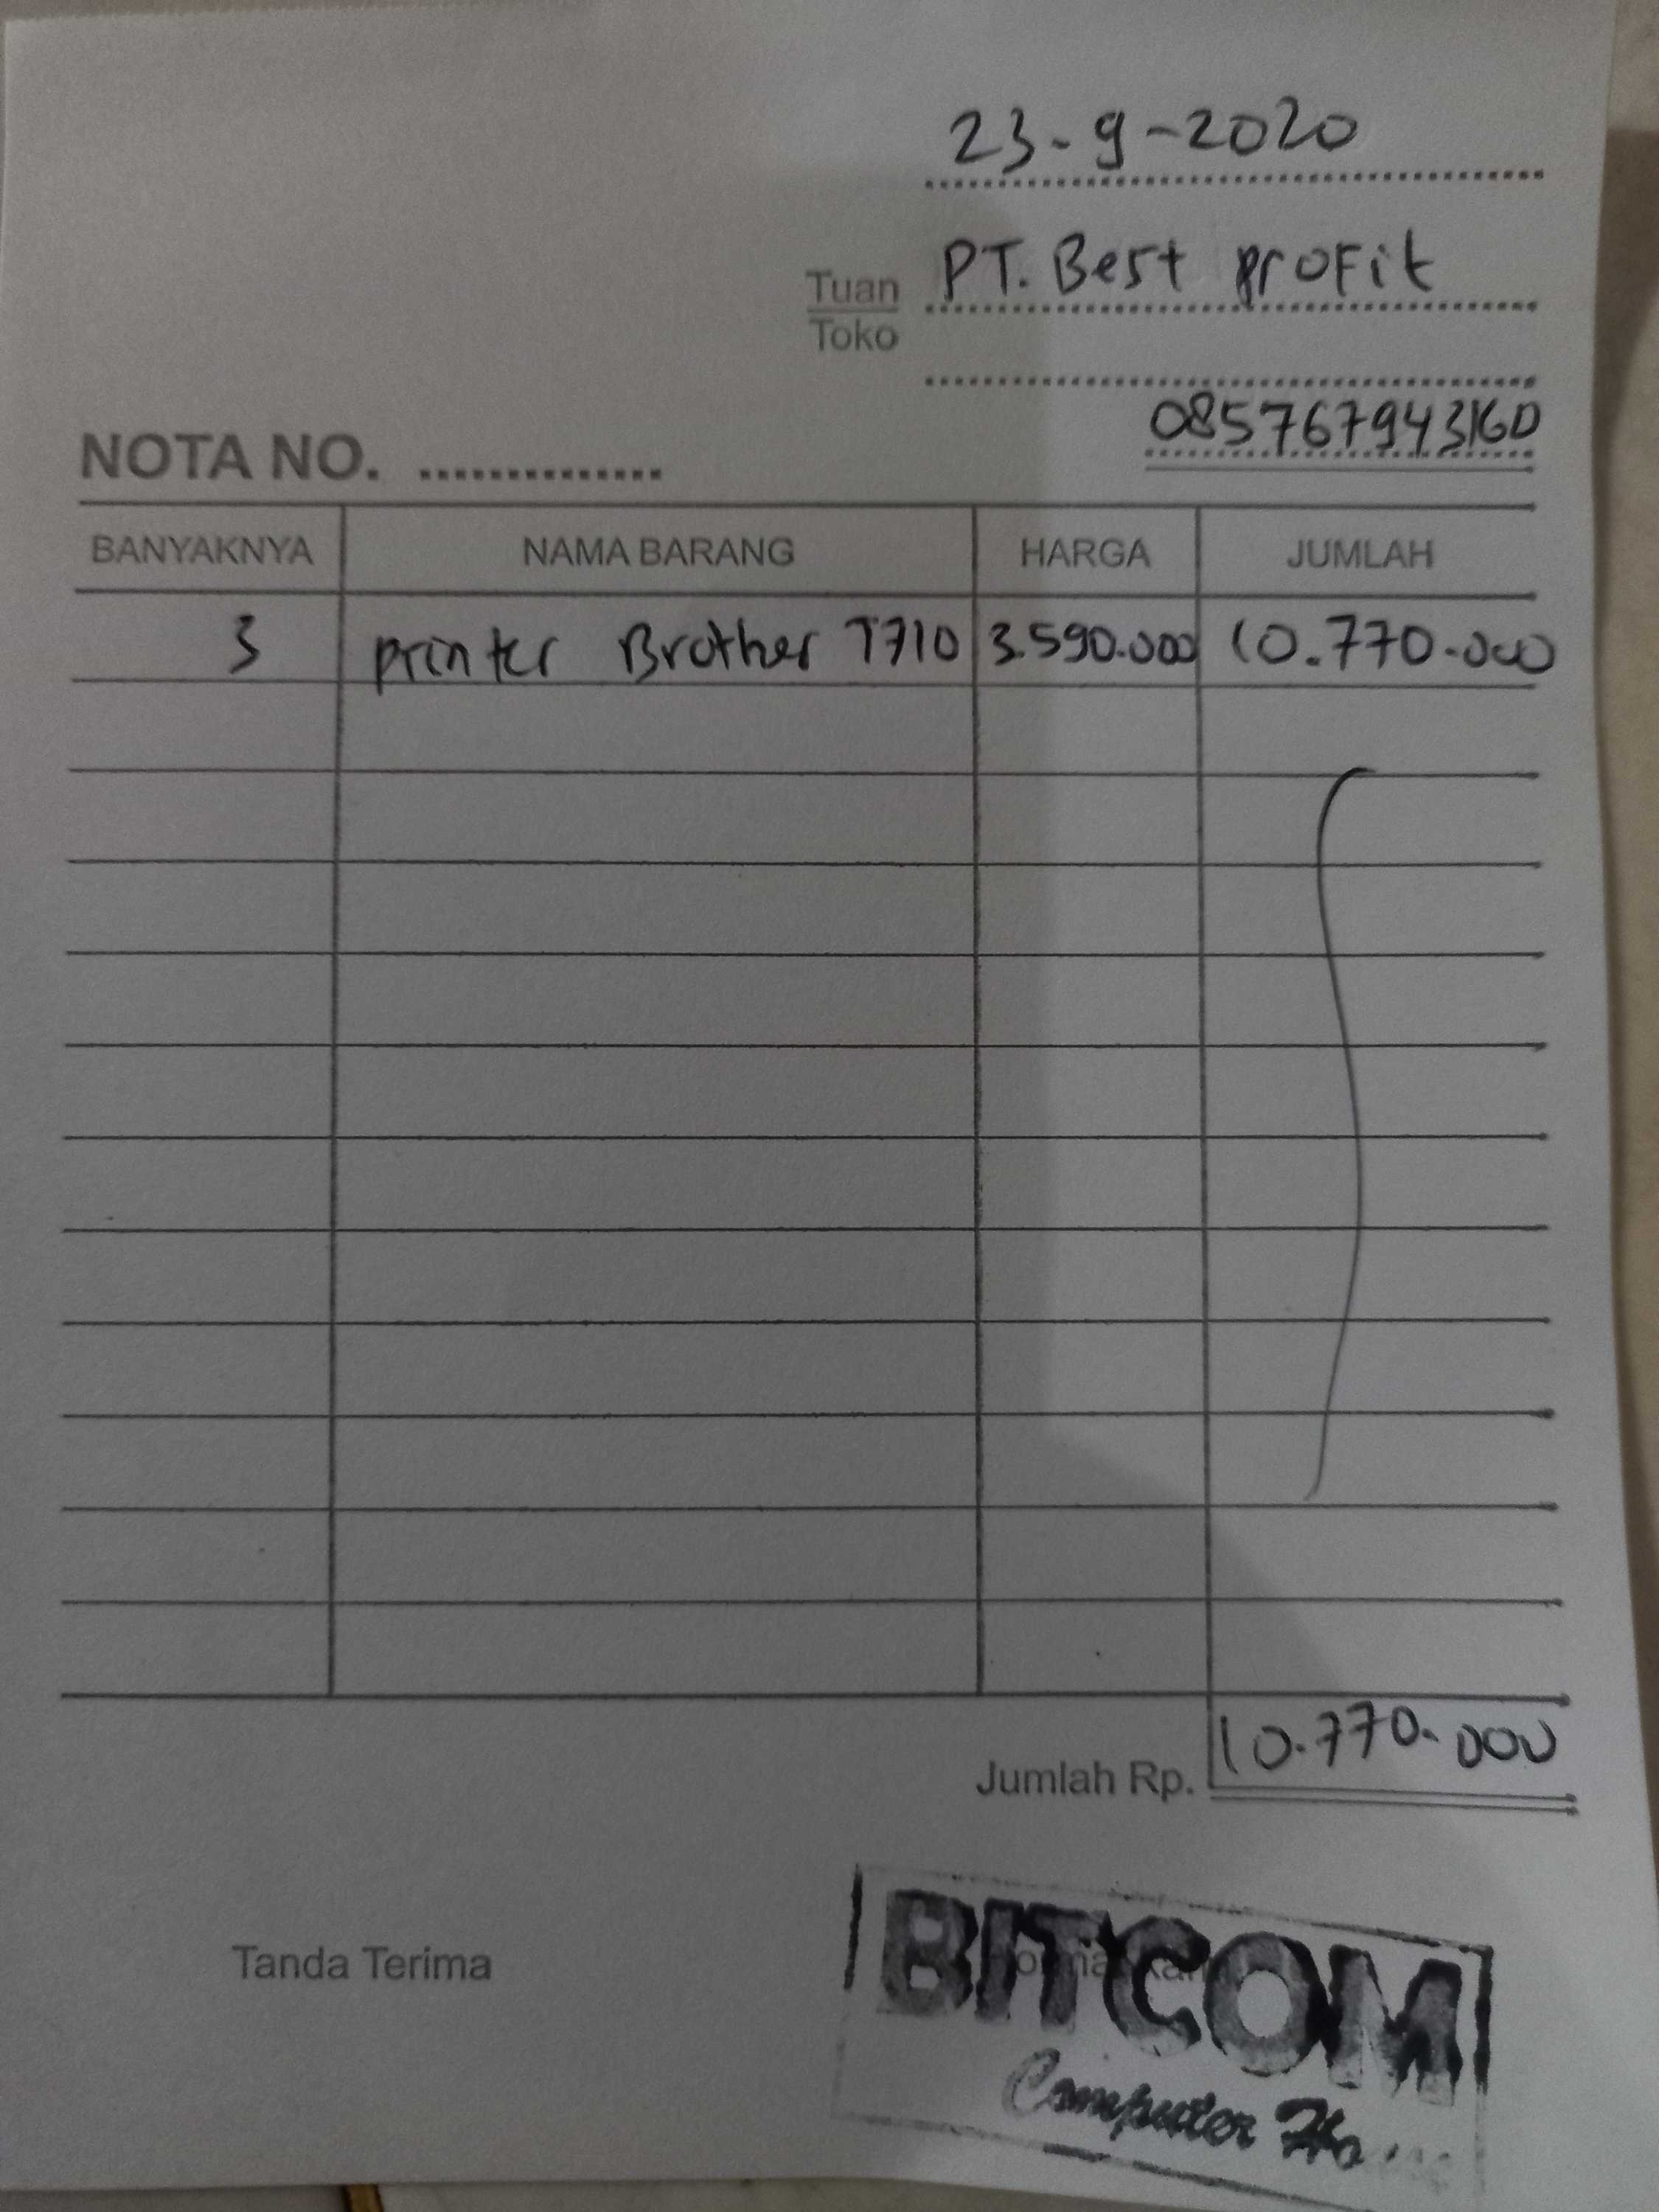 23-9-2020
Tuan PT. Best Profit
Toko
085767943160
NOTA NO. ..............
BANYAKNYA NAMA BARANG HARGA JUMLAH
3 printer Brother T710 3.590.000 10.770.000
Jumlah Rp. 10.770.000
Tanda Terima
BITCOM
Computer